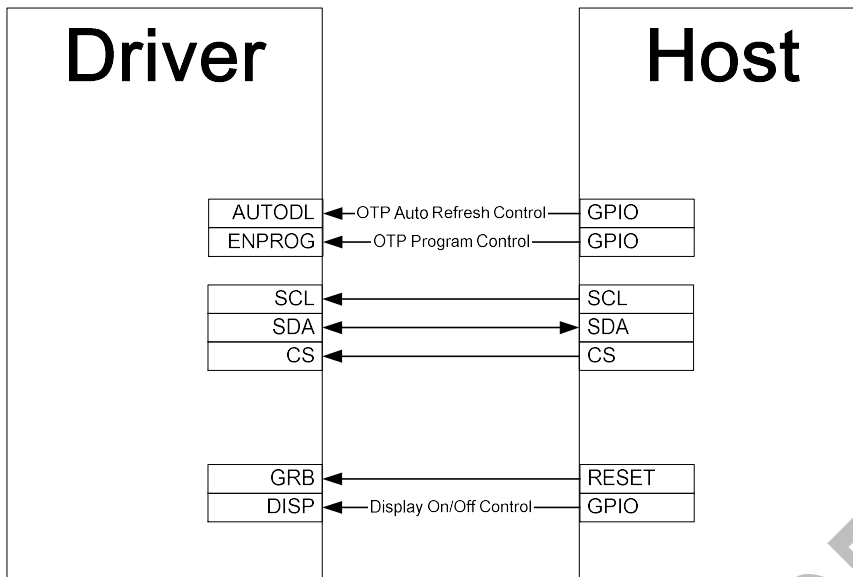 Driver
Host
AUTODL OTP Auto Refresh Control GPIO
ENPROG OTP Program Control GPIO
SCL SCL
SDA SDA
CS CS
GRB RESET
DISP Display On/Off Control GPIO